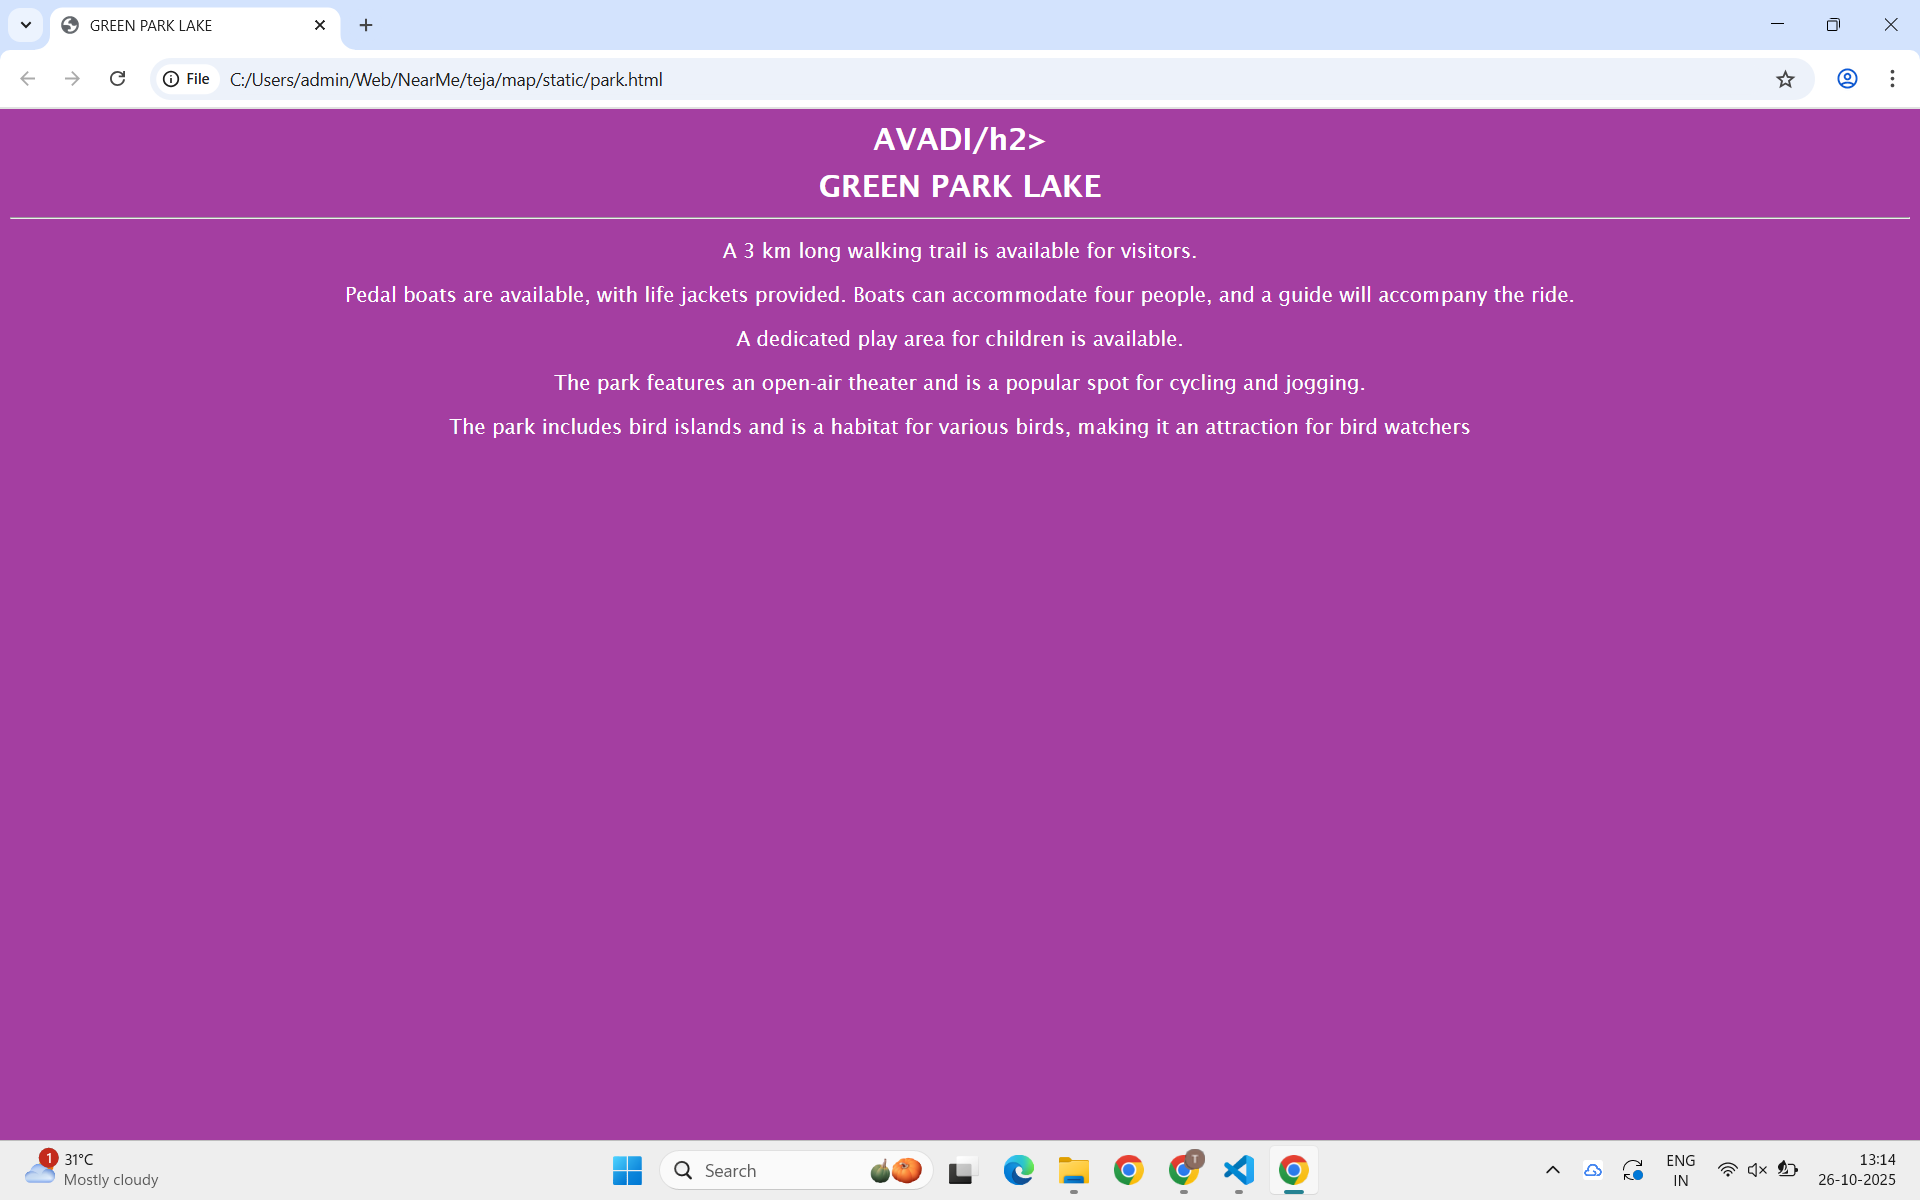 GREEN PARK LAKE
File
C:/Users/admin/Web/NearMe/teja/map/static/park.html
AVADI/h2>
GREEN PARK LAKE
A 3 km long walking trail is available for visitors.
Pedal boats are available, with life jackets provided. Boats can accommodate four people, and a guide will accompany the ride.
A dedicated play area for children is available.
The park features an open-air theater and is a popular spot for cycling and jogging.
The park includes bird islands and is a habitat for various birds, making it an attraction for bird watchers
1
31°C
Mostly cloudy
Search
T
ENG
IN
13:14
26-10-2025